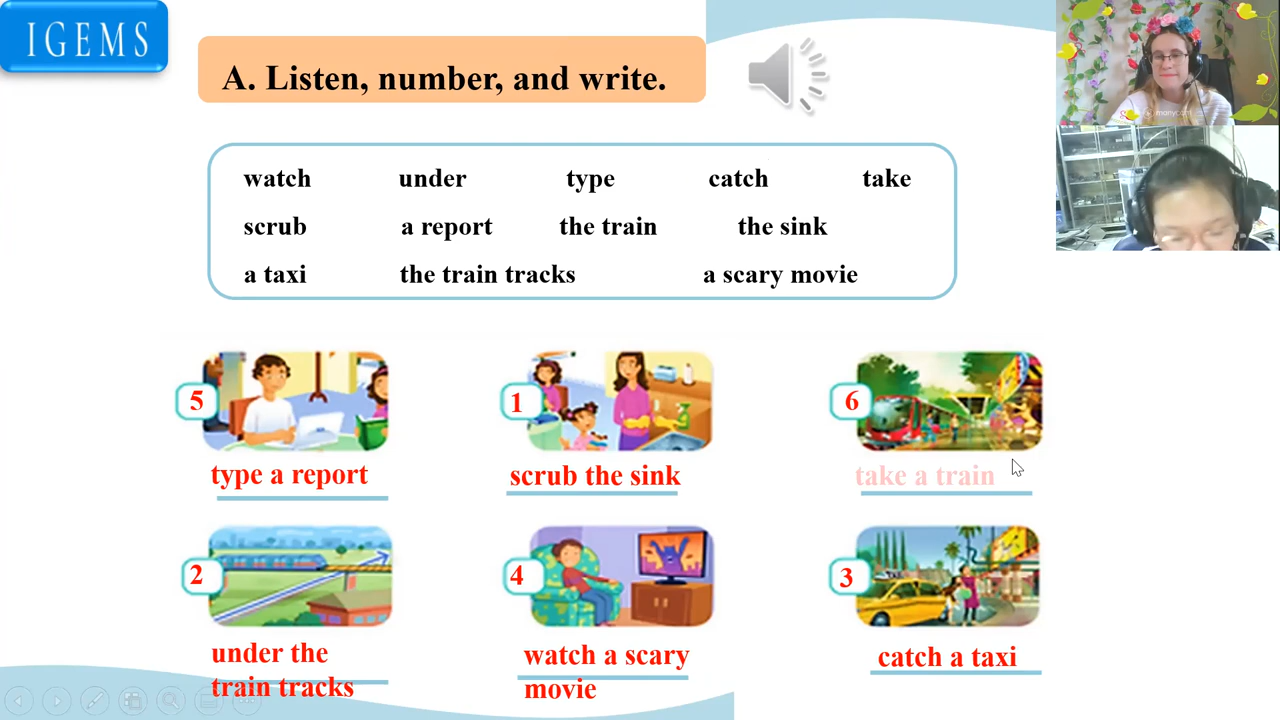 IGEMS
A. Listen, number, and write.
watch under type catch take
scrub a report the train the sink
a taxi the train tracks a scary movie
5
type a report
1
scrub the sink
6
take a train
2
under the
train tracks
4
watch a scary
movie
3
catch a taxi